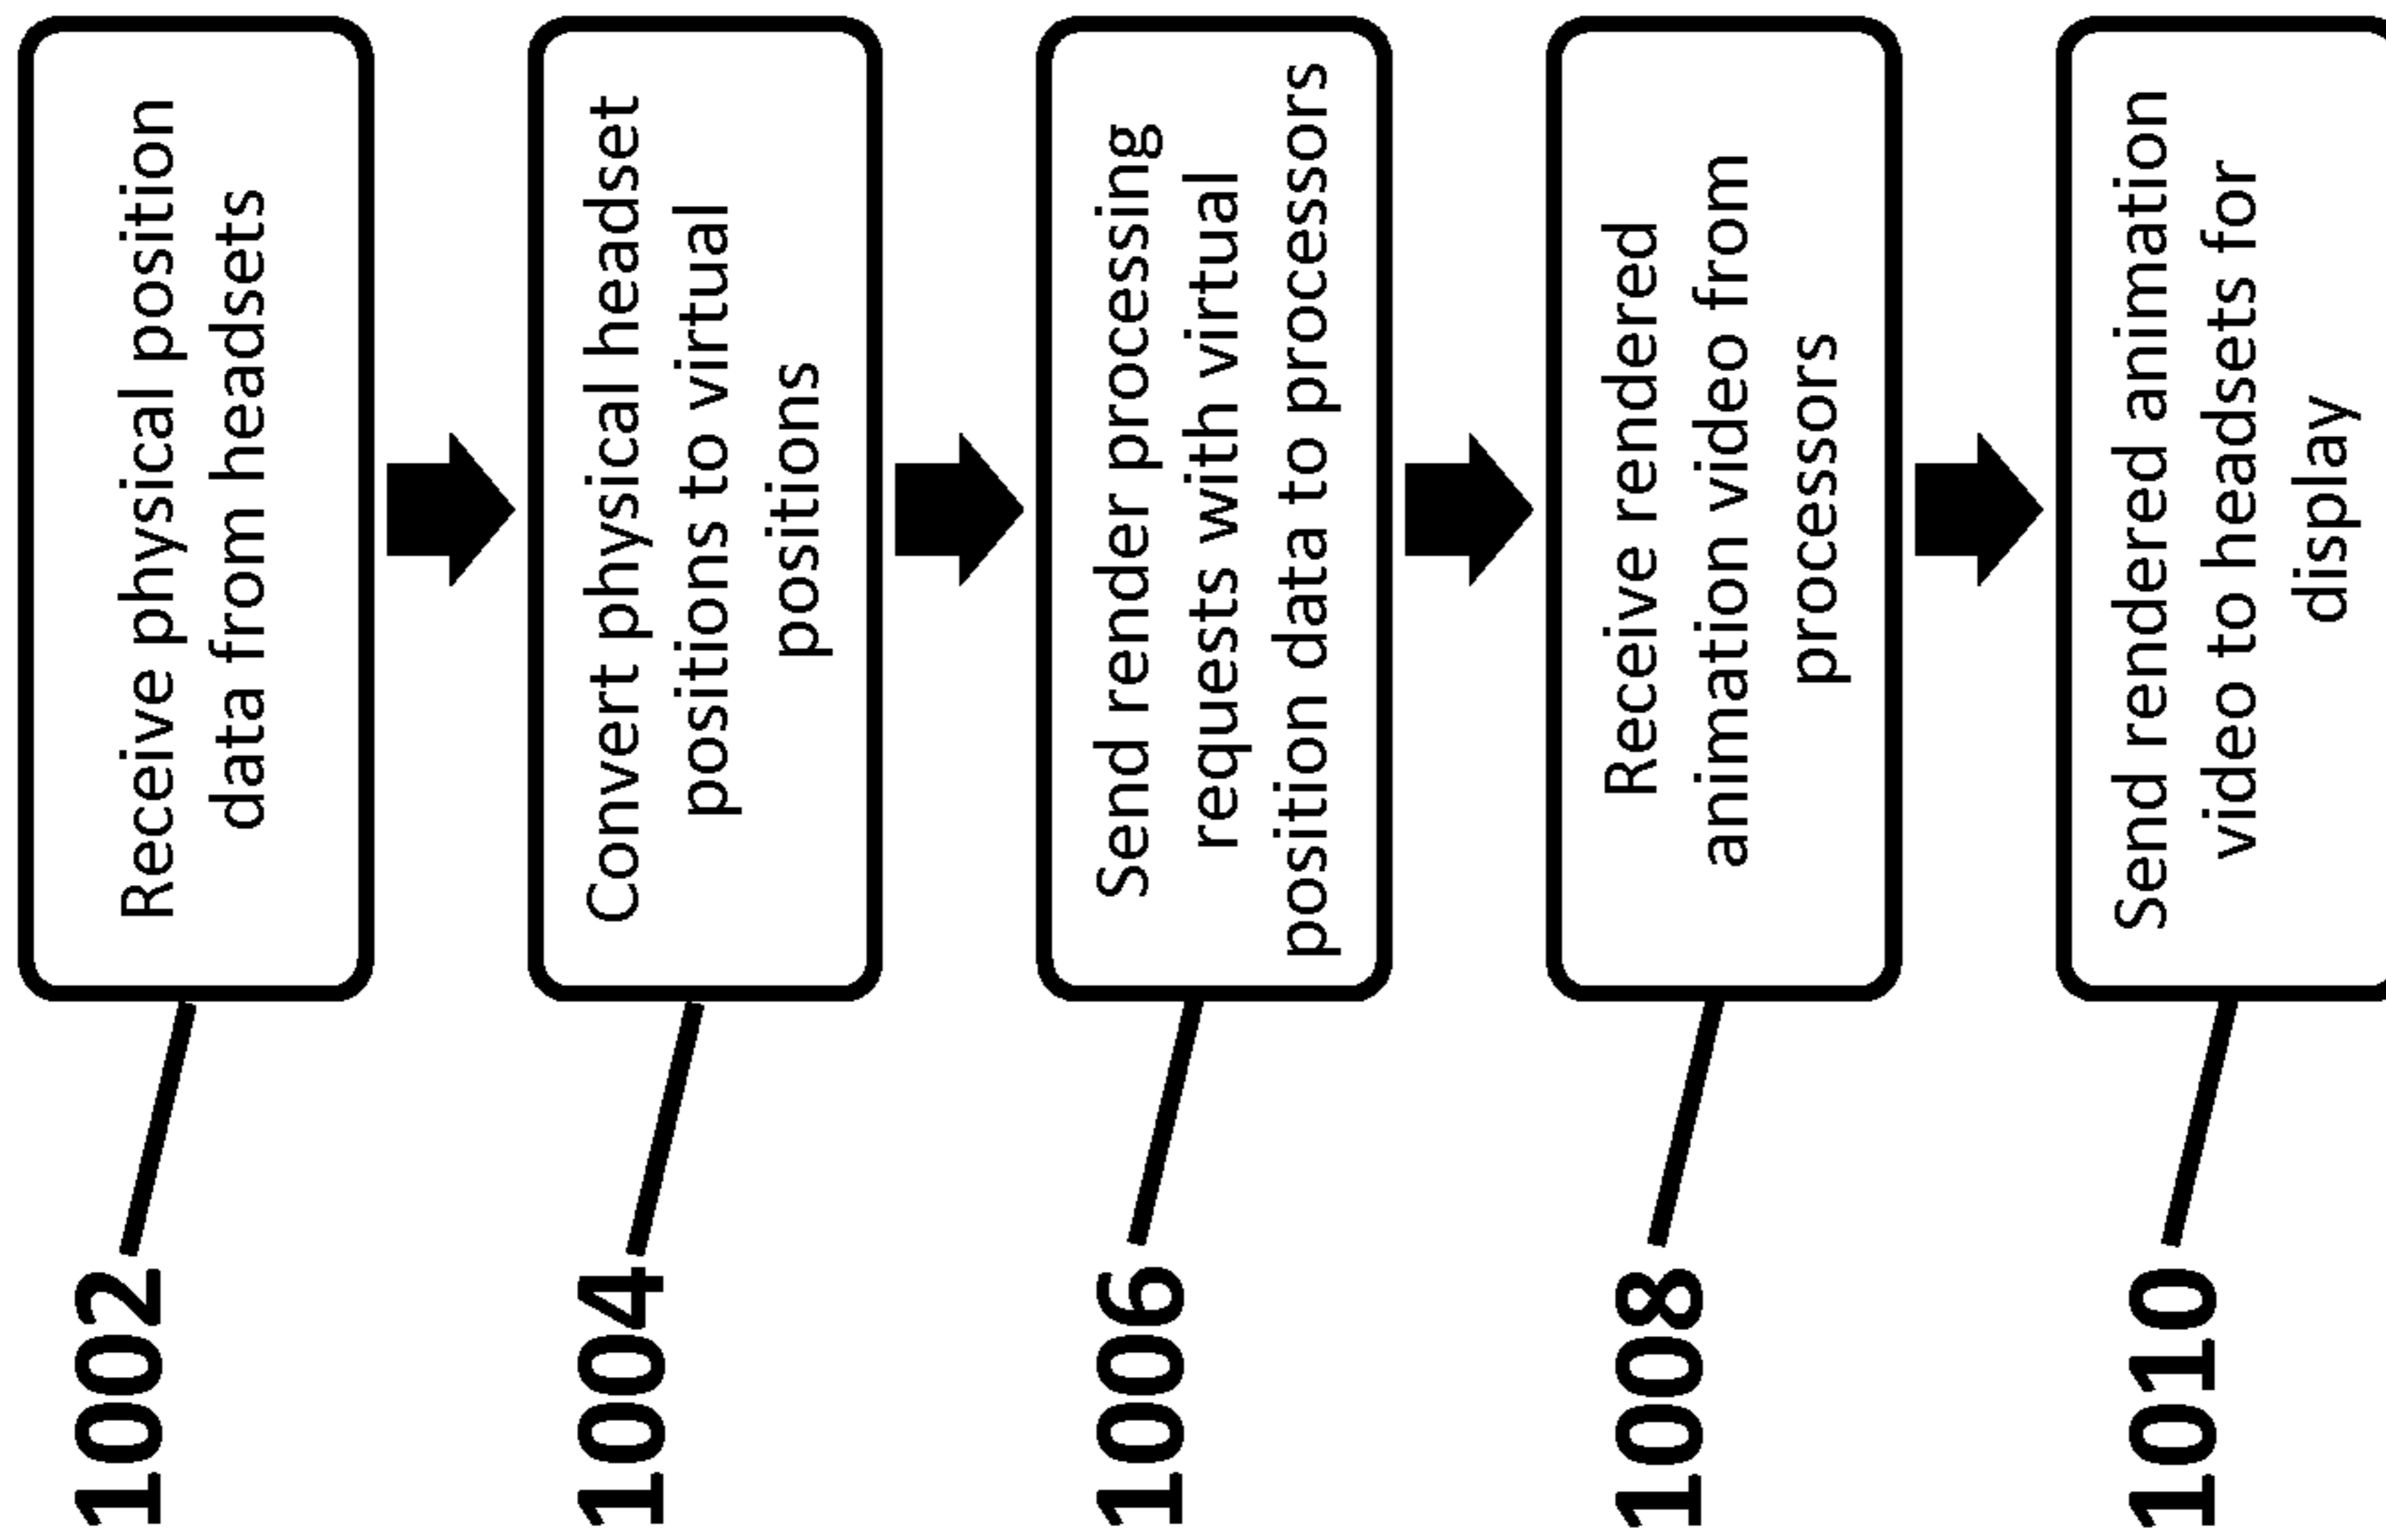 1002
Receive physical position
data from headsets
1004
Convert physical headset
positions to virtual
positions
1006
Send render processing
requests with virtual
position data to processors
1008
Receive rendered
animation video from
processors
1010
Send rendered animation
video to headsets for
display